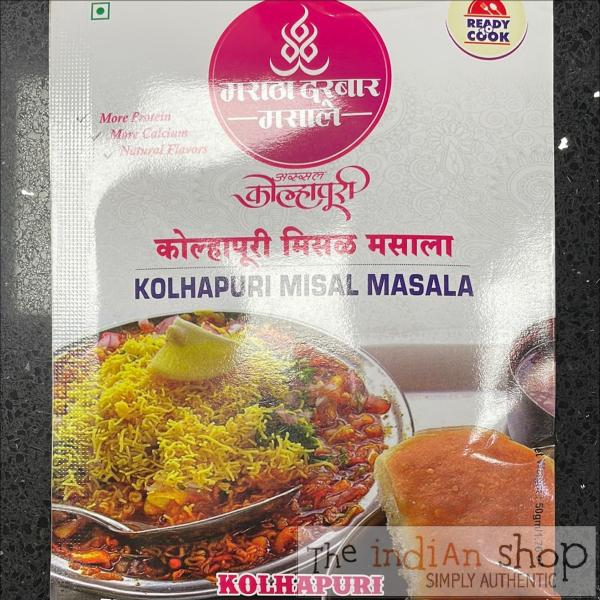 READY
TO
COOK
मराठा दरबार
मसाले
More Protein
More Calcium
Natural Flavors
अस्सल
कोल्हापूरी
कोल्हापूरी मिसळ मसाला
KOLHAPURI MISAL MASALA
The indiAn shop
SIMPLY AUTHENTIC
KOLHAPURI